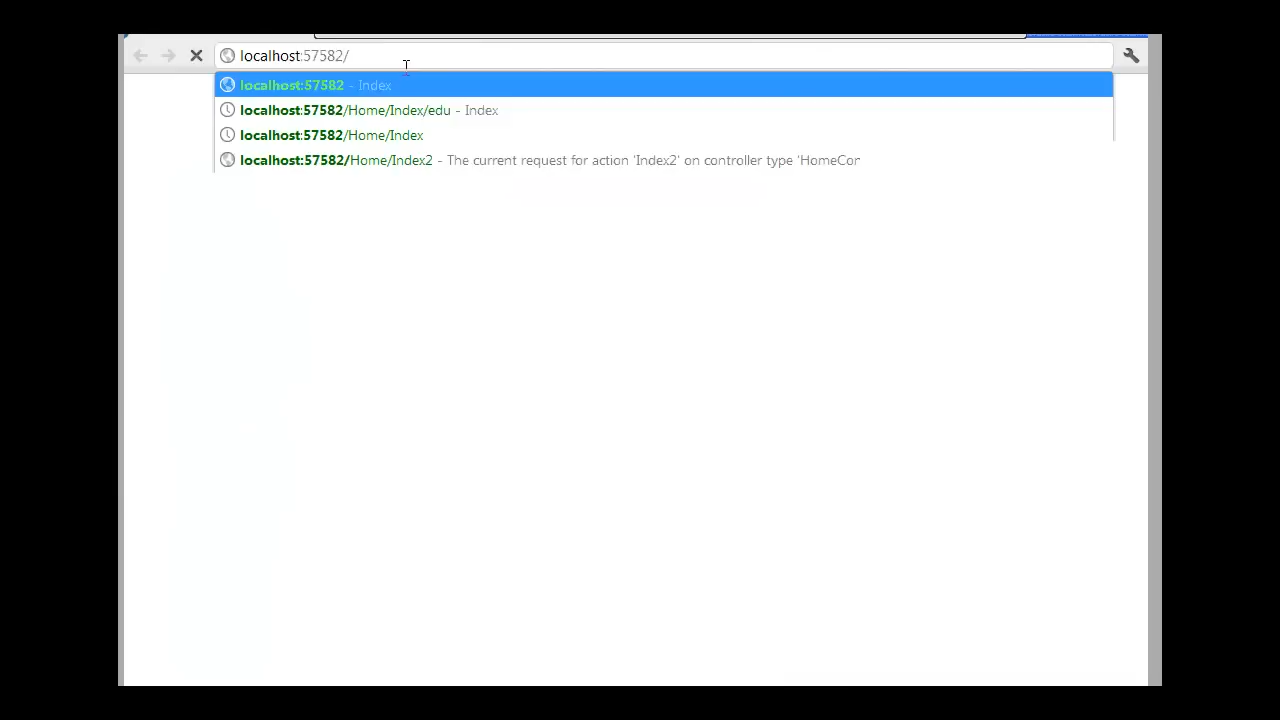 localhost:57582/
localhost:57582 - Index
localhost:57582/Home/Index/edu - Index
localhost:57582/Home/Index
localhost:57582/Home/Index2 - The current request for action 'Index2' on controller type 'HomeCor